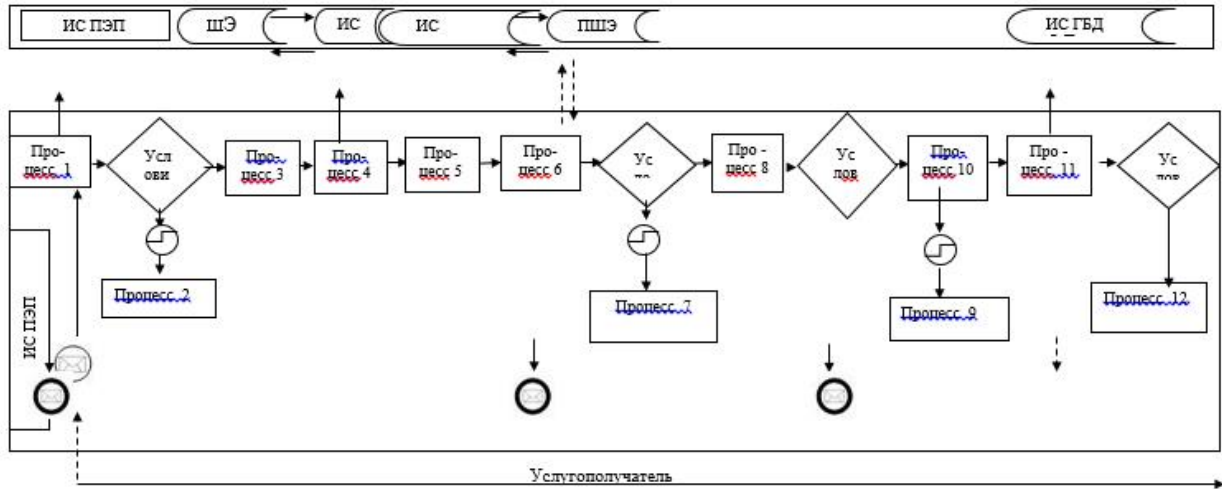 ИС ПЭП
ШЭ
ИС
ИС
ПШЭ
ИС ГБД
Про-
цесс 1
Усл
ови
Про-
цесс 3
Про-
цесс 4
Про-
цесс 5
Про-
цесс 6
Ус
Про -
цесс 8
Ус
лов
Про-
цесс 10
Про -
цесс 11
Ус
лов
Процесс 2
Процесс 7
Процесс 9
Процесс 12
ИС ПЭП
Услугополучатель